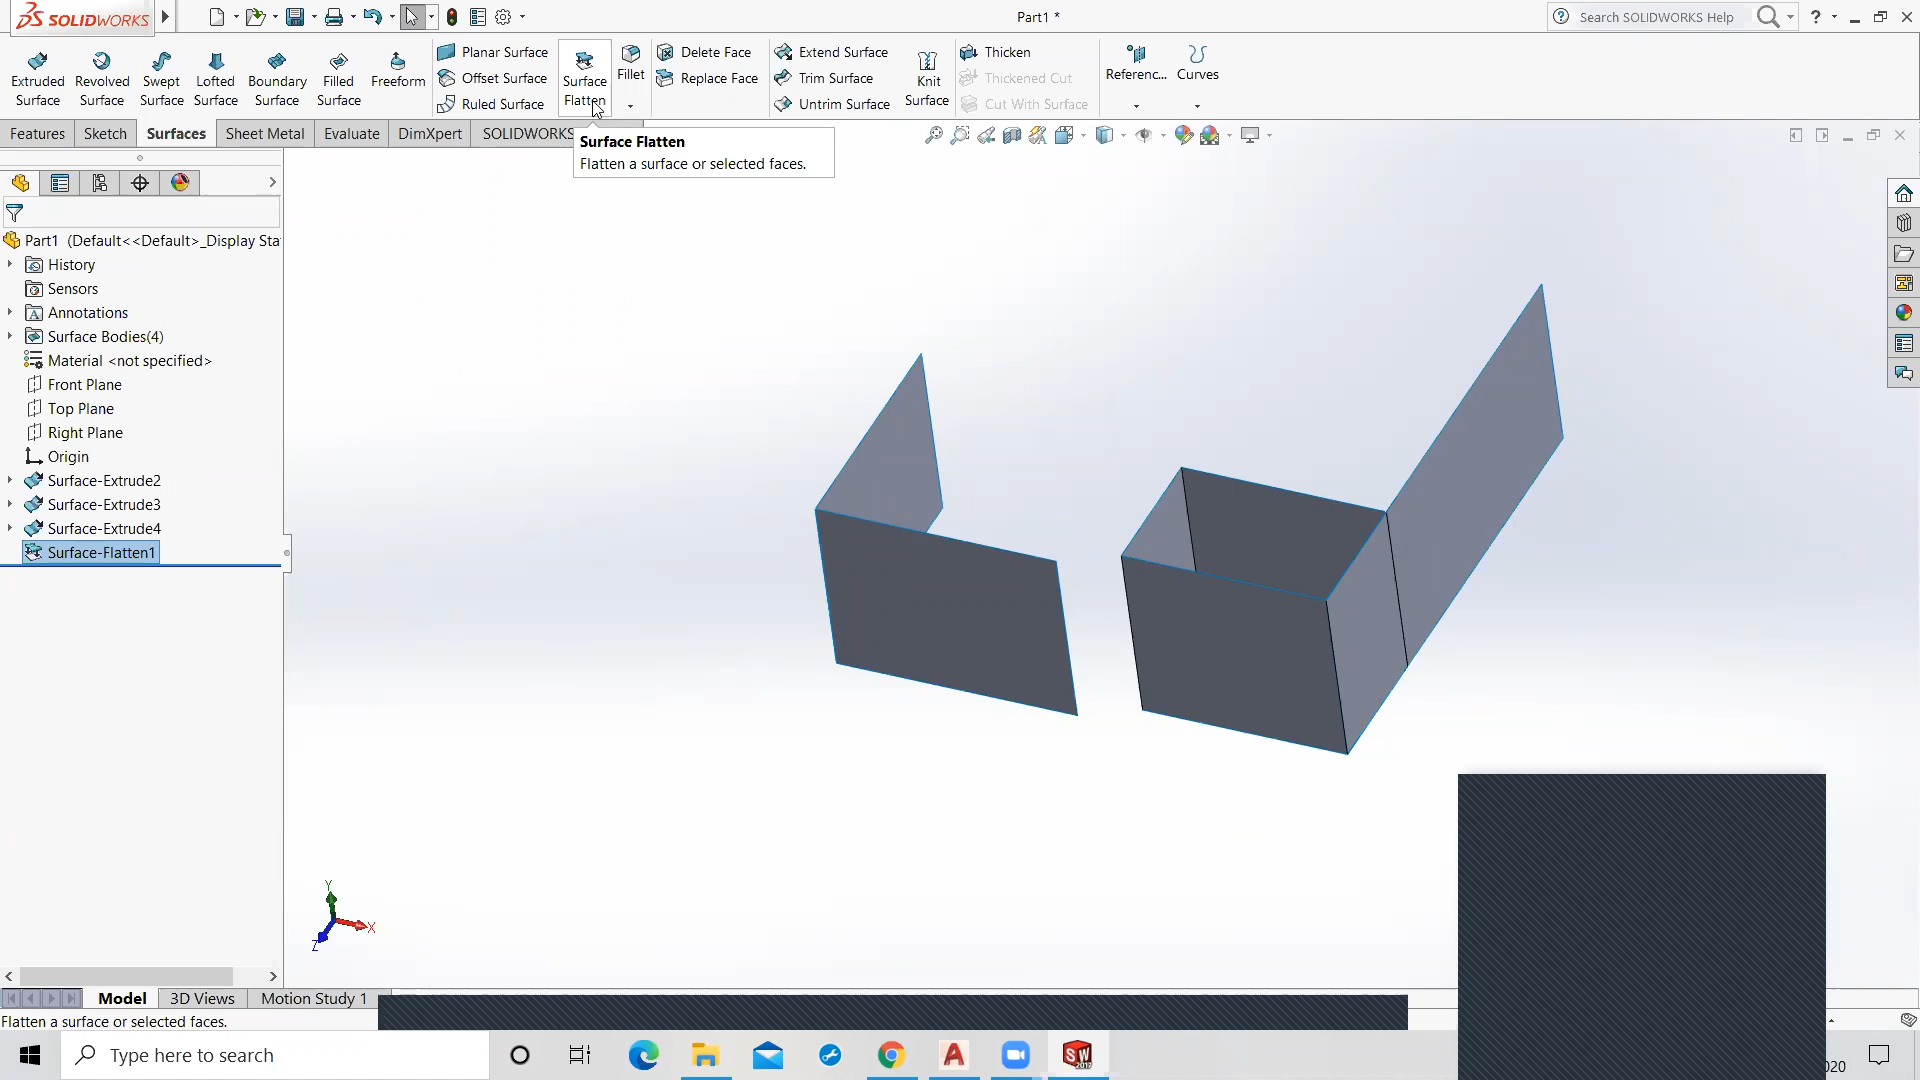 SOLIDWORKS
Part1 *
Search SOLIDWORKS Help
Extruded Surface
Revolved Surface
Swept Surface
Lofted Surface
Boundary Surface
Filled Surface
Freeform
Planar Surface
Offset Surface
Ruled Surface
Surface Flatten
Fillet
Delete Face
Replace Face
Extend Surface
Trim Surface
Untrim Surface
Knit Surface
Thicken
Thickened Cut
Cut With Surface
Referenc...
Curves
Features
Sketch
Surfaces
Sheet Metal
Evaluate
DimXpert
SOLIDWORKS
Surface Flatten
Flatten a surface or selected faces.
Part1 (Default<<Default>_Display Sta
History
Sensors
Annotations
Surface Bodies(4)
Material <not specified>
Front Plane
Top Plane
Right Plane
Origin
Surface-Extrude2
Surface-Extrude3
Surface-Extrude4
Surface-Flatten1
Y
X
Z
Model
3D Views
Motion Study 1
Flatten a surface or selected faces.
Type here to search
SW
2017
020